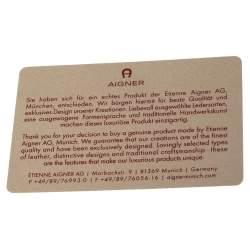 AIGNER
Sie haben sich für ein echtes Produkt der Etienne Aigner AG,
München, entschieden. Wir bürgen hiermit für beste Qualität und
exklusives Design unserer Kreationen. Liebevoll ausgewählte Ledersorten,
eine ausgewogene Formensprache und traditionelle Handwerkskunst
machen dieses luxuriöse Produkt einzigartig.
Thank you for your decision to buy a genuine product made by Etienne
Aigner AG, Munich. We guarantee that our creations are of the finest
quality and have been exclusively designed. Lovingly selected types
of leather, distinctive designs and traditional craftsmanship - these
are the features that make our luxurious products unique.
ETIENNE AIGNER AG / Marbachstr. 9 / 81369 Munich / Germany
T +49/89/76993.0 / F +49/89/76056-16 / aignermunich.com